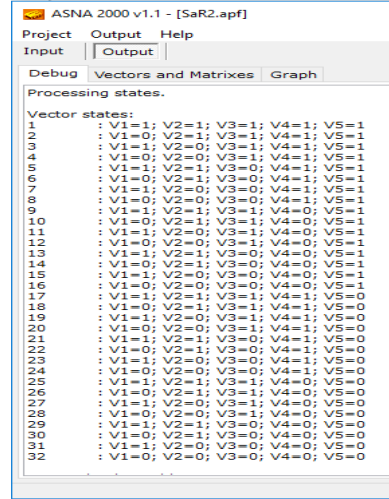 ASNA 2000 v1.1 - [SaR2.apf]
Project Output Help
Input Output
Debug Vectors and Matrixes Graph
Processing states.
Vector states:
1 : V1=1; V2=1; V3=1; V4=1; V5=1
2 : V1=0; V2=1; V3=1; V4=1; V5=1
3 : V1=1; V2=0; V3=1; V4=1; V5=1
4 : V1=0; V2=0; V3=1; V4=1; V5=1
5 : V1=1; V2=1; V3=0; V4=1; V5=1
6 : V1=0; V2=1; V3=0; V4=1; V5=1
7 : V1=1; V2=0; V3=0; V4=1; V5=1
8 : V1=0; V2=0; V3=0; V4=1; V5=1
9 : V1=1; V2=1; V3=1; V4=0; V5=1
10 : V1=0; V2=1; V3=1; V4=0; V5=1
11 : V1=1; V2=0; V3=1; V4=0; V5=1
12 : V1=0; V2=0; V3=1; V4=0; V5=1
13 : V1=1; V2=1; V3=0; V4=0; V5=1
14 : V1=0; V2=1; V3=0; V4=0; V5=1
15 : V1=1; V2=0; V3=0; V4=0; V5=1
16 : V1=0; V2=0; V3=0; V4=0; V5=1
17 : V1=1; V2=1; V3=1; V4=1; V5=0
18 : V1=0; V2=1; V3=1; V4=1; V5=0
19 : V1=1; V2=0; V3=1; V4=1; V5=0
20 : V1=0; V2=0; V3=1; V4=1; V5=0
21 : V1=1; V2=1; V3=0; V4=1; V5=0
22 : V1=0; V2=1; V3=0; V4=1; V5=0
23 : V1=1; V2=0; V3=0; V4=1; V5=0
24 : V1=0; V2=0; V3=0; V4=1; V5=0
25 : V1=1; V2=1; V3=1; V4=0; V5=0
26 : V1=0; V2=1; V3=1; V4=0; V5=0
27 : V1=1; V2=0; V3=1; V4=0; V5=0
28 : V1=0; V2=0; V3=1; V4=0; V5=0
29 : V1=1; V2=1; V3=0; V4=0; V5=0
30 : V1=0; V2=1; V3=0; V4=0; V5=0
31 : V1=1; V2=0; V3=0; V4=0; V5=0
32 : V1=0; V2=0; V3=0; V4=0; V5=0